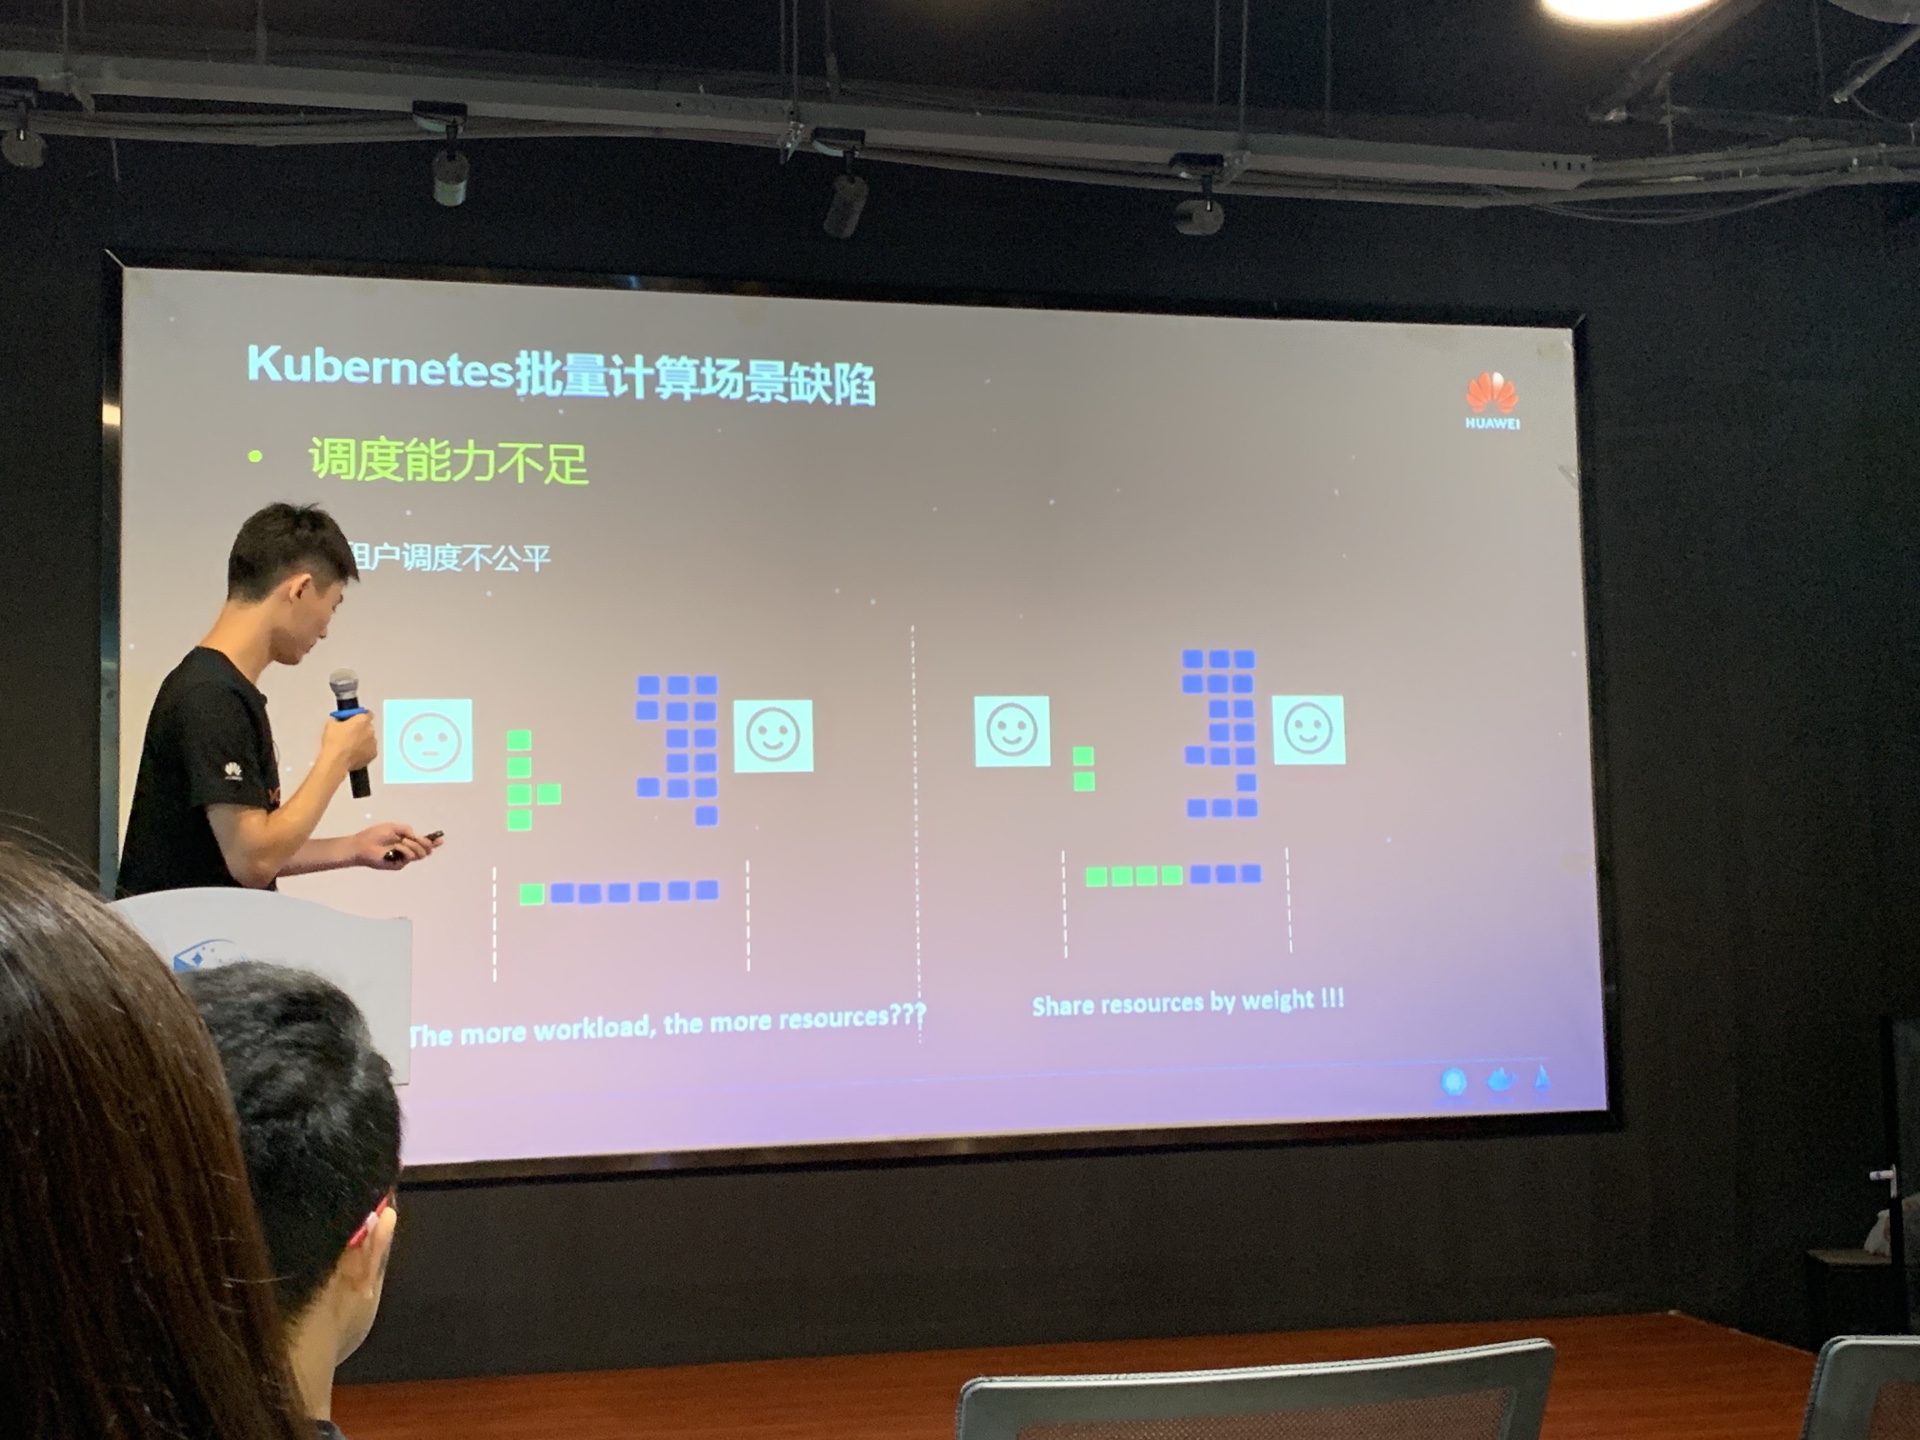 Kubernetes批量计算场景缺陷
HUAWEI
• 调度能力不足
租户调度不公平
The more workload, the more resources???
Share resources by weight !!!